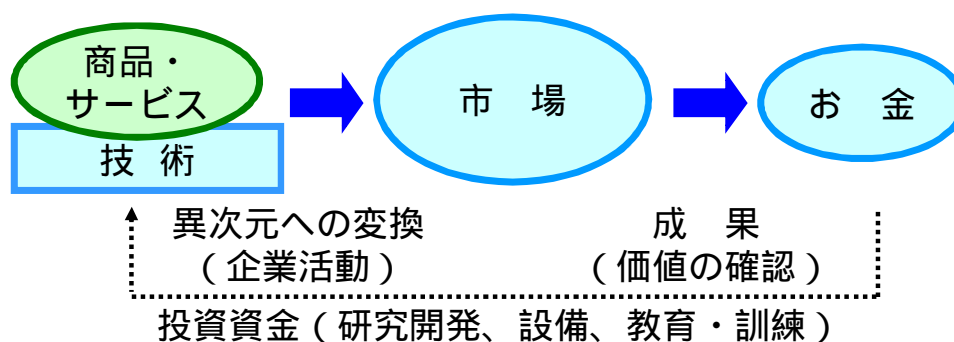 商品・
サービス
技 術
市 場
お 金
異次元への変換
(企業活動)
成 果
(価値の確認)
投資資金(研究開発、設備、教育・訓練)